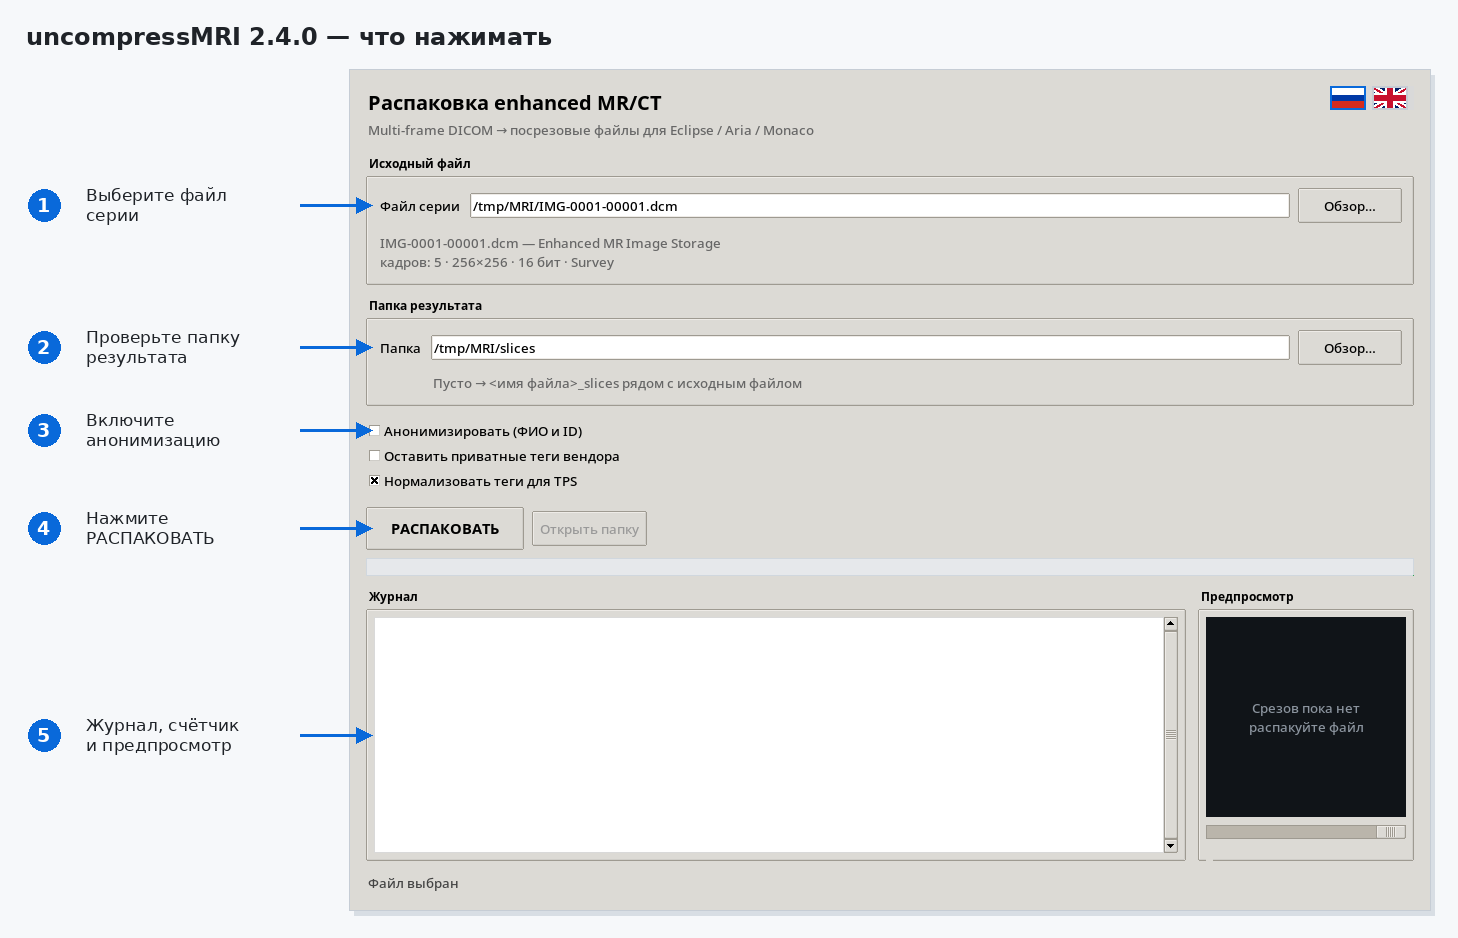 uncompressMRI 2.4.0 — что нажимать
Распаковка enhanced MR/CT
Multi-frame DICOM → посрезовые файлы для Eclipse / Aria / Monaco
Исходный файл
1 Выберите файл
серии
Файл серии /tmp/MRI/IMG-0001-00001.dcm Обзор...
IMG-0001-00001.dcm — Enhanced MR Image Storage
кадров: 5 · 256×256 · 16 бит · Survey
Папка результата
2 Проверьте папку
результата
Папка /tmp/MRI/slices Обзор...
Пусто → <имя файла>_slices рядом с исходным файлом
3 Включите
анонимизацию
Анонимизировать (ФИО и ID)
Оставить приватные теги вендора
Нормализовать теги для TPS
4 Нажмите
РАСПАКОВАТЬ
РАСПАКОВАТЬ Открыть папку
Журнал Предпросмотр
5 Журнал, счётчик
и предпросмотр
Срезов пока нет
распакуйте файл
Файл выбран